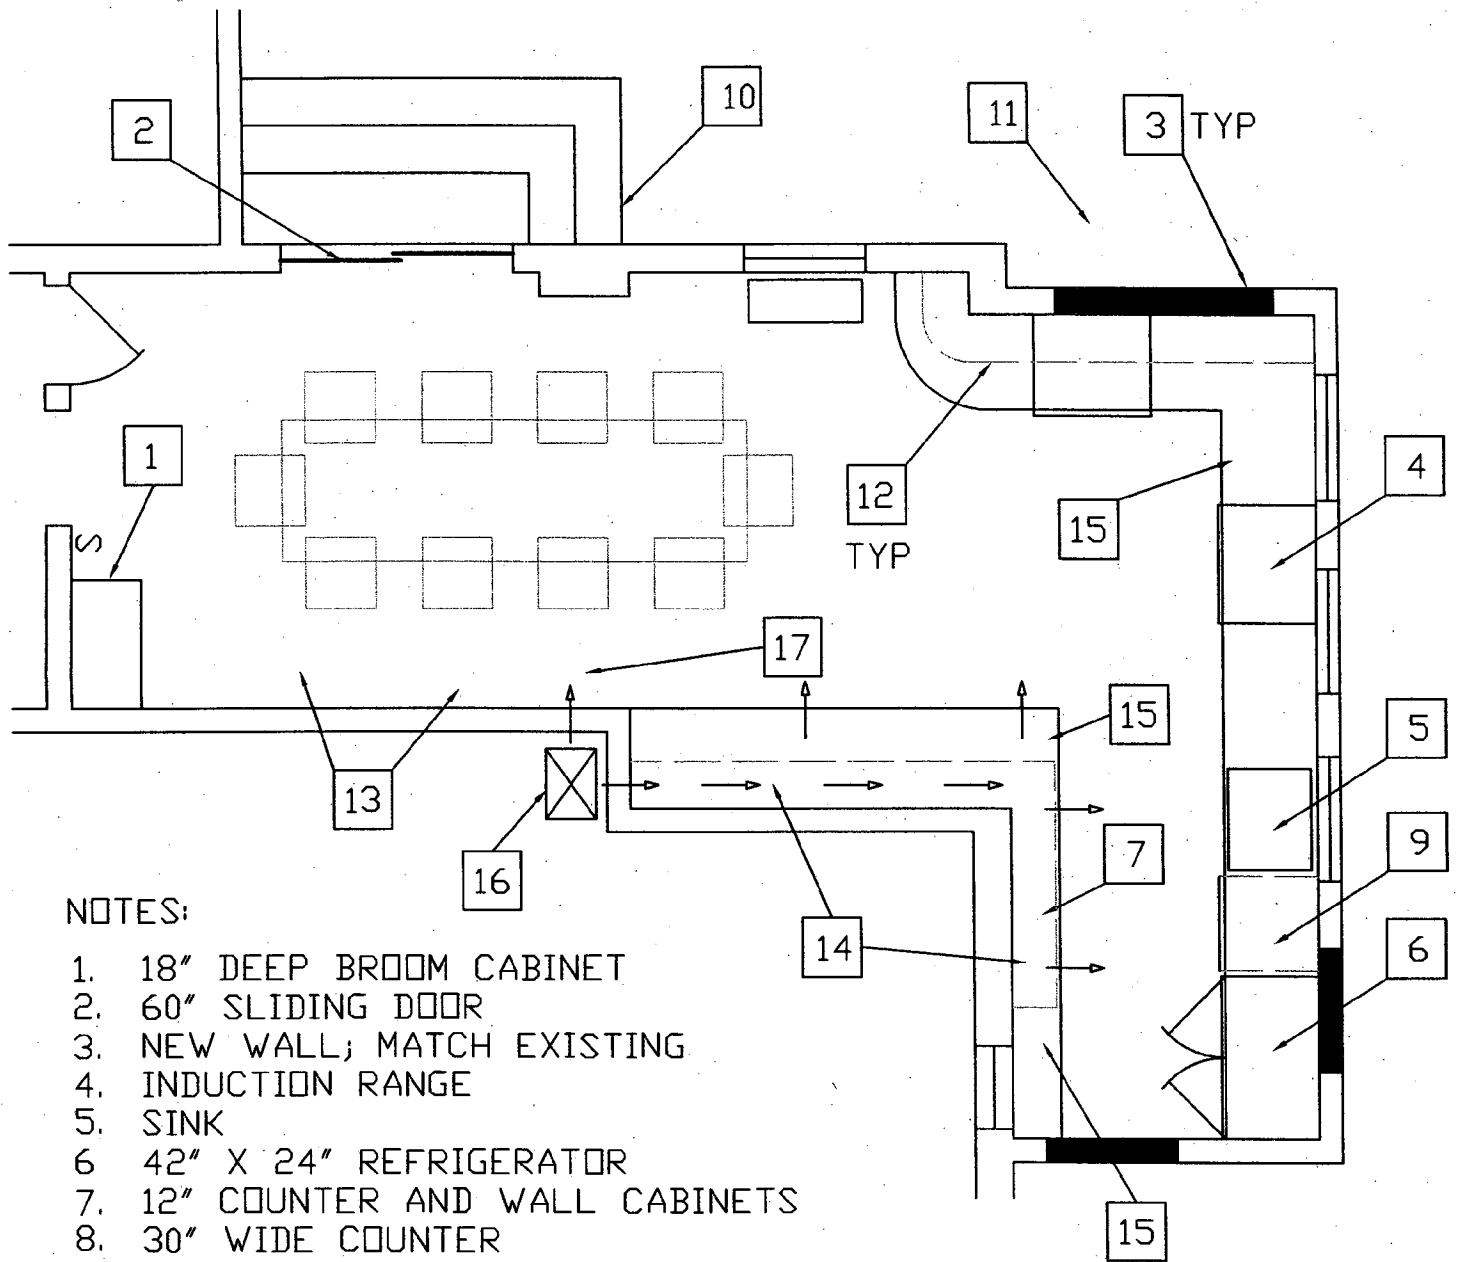 10
11
3 TYP
2
1
4
12
TYP
15
S
17
15
5
13
9
7
16
14
6
NOTES:
1. 18" DEEP BROOM CABINET
2. 60" SLIDING DOOR
3. NEW WALL; MATCH EXISTING
4. INDUCTION RANGE
5. SINK
6 42" X 24" REFRIGERATOR
7. 12" COUNTER AND WALL CABINETS
8. 30" WIDE COUNTER
15